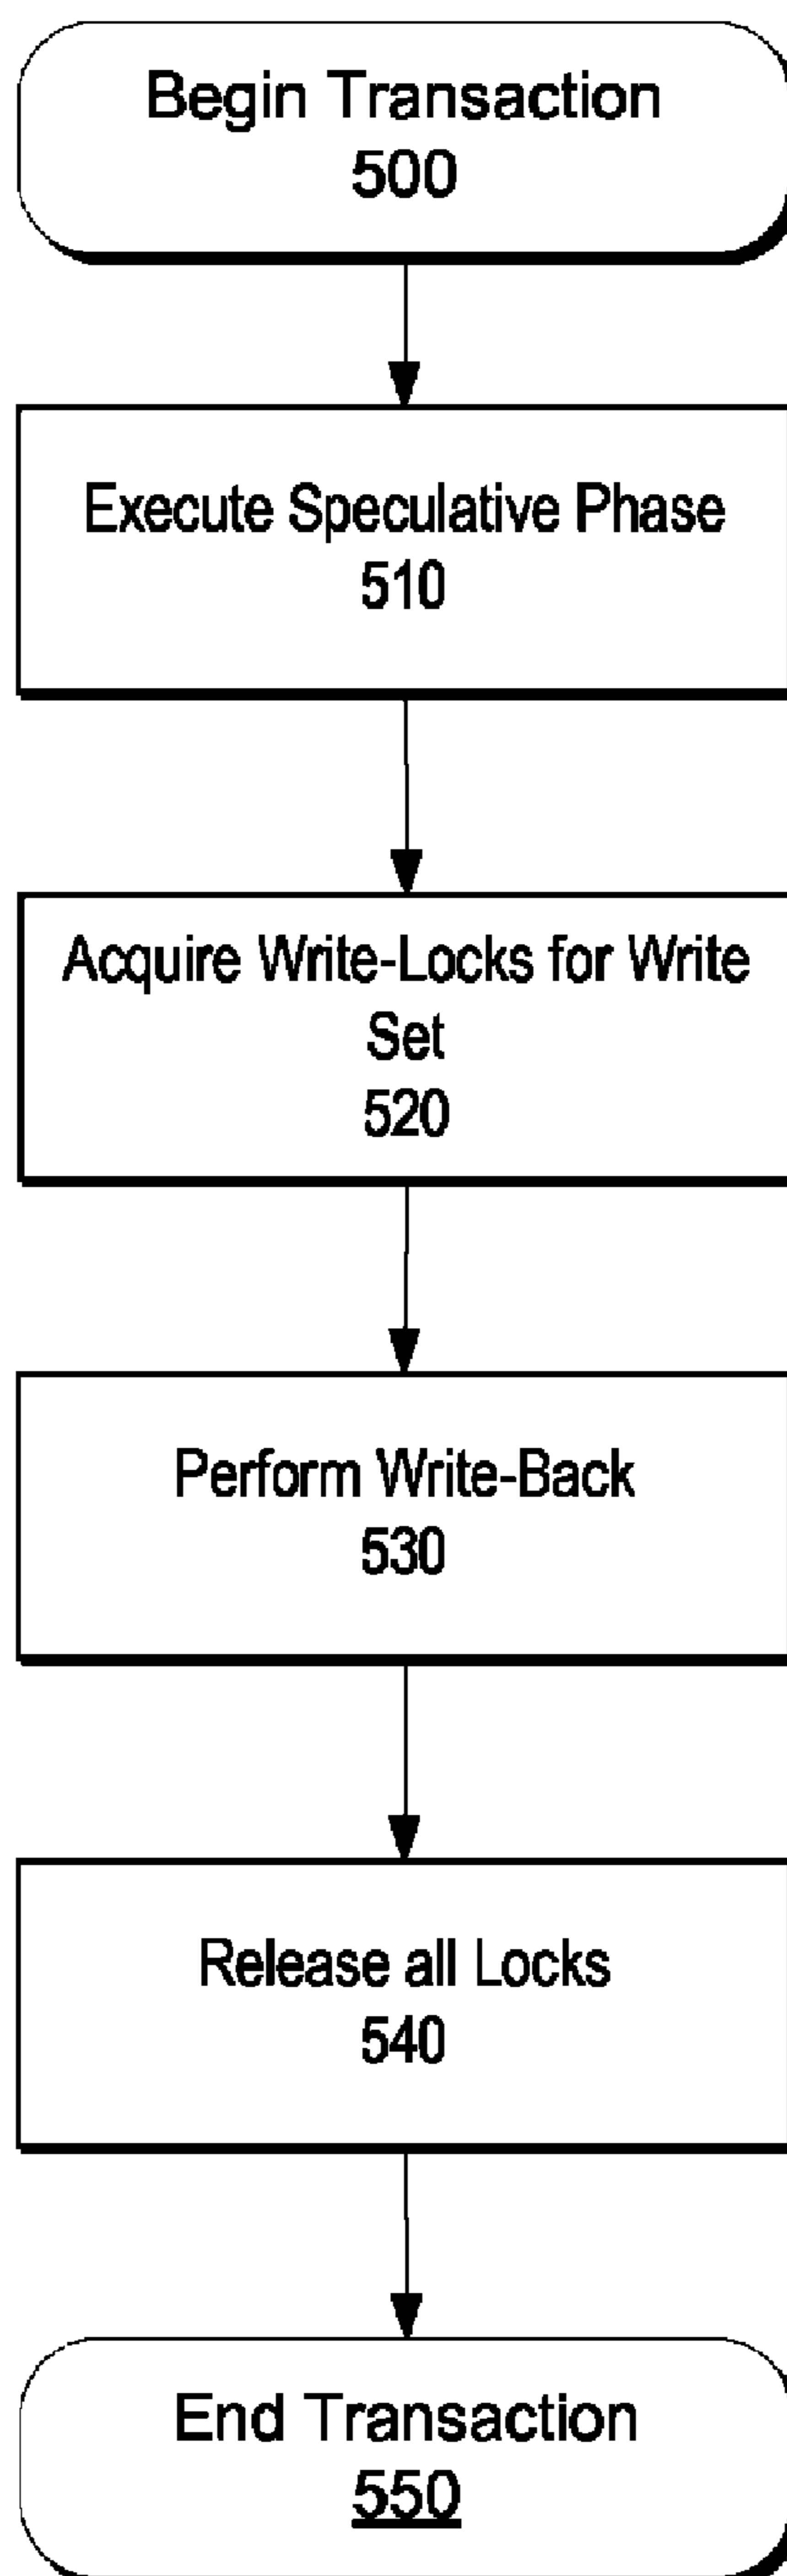 Begin Transaction
500
Execute Speculative Phase
510
Acquire Write-Locks for Write
Set
520
Perform Write-Back
530
Release all Locks
540
End Transaction
550